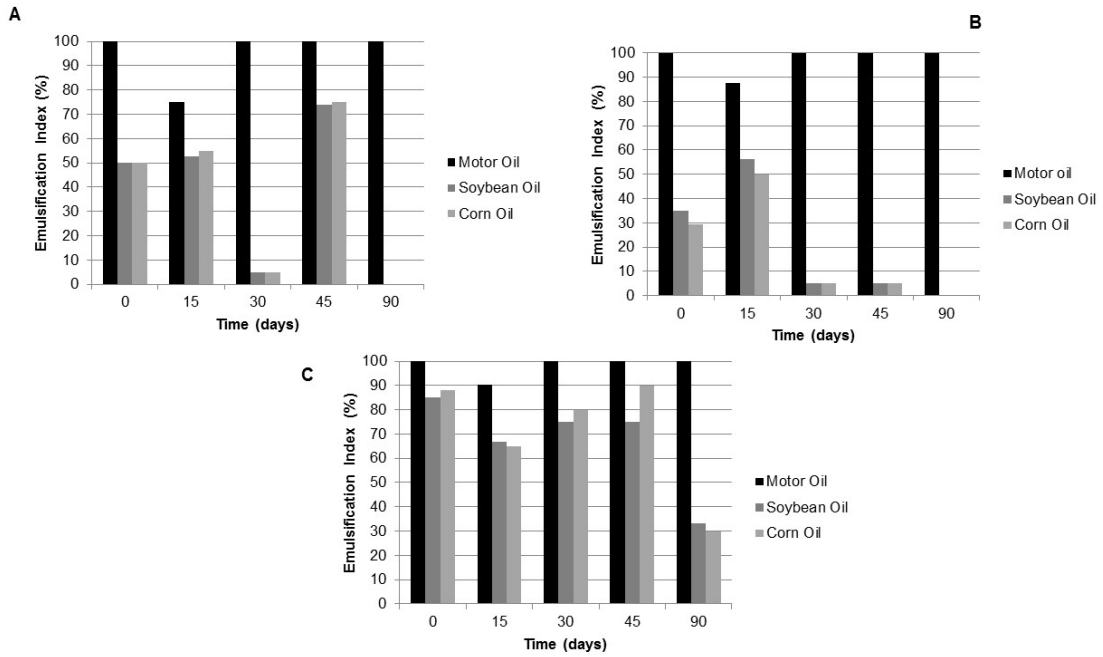 A
Emulsification Index (%)
100
90
80
70
60
50
40
30
20
10
0
0 15 30 45 90
Time (days)
Motor Oil
Soybean Oil
Corn Oil
B
Emulsification Index (%)
100
90
80
70
60
50
40
30
20
10
0
0 15 30 45 90
Time (days)
Motor oil
Soybean Oil
Corn Oil
C
Emulsification Index (%)
100
90
80
70
60
50
40
30
20
10
0
0 15 30 45 90
Time (days)
Motor Oil
Soybean Oil
Corn Oil